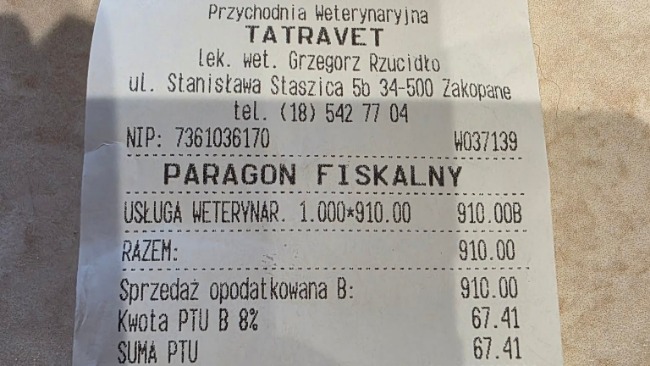 Przychodnia Weterynaryjna
TATRAVET
lek. wet. Grzegorz Rzucidło
ul. Stanisława Staszica 5b 34-500 Zakopane
tel. (18) 542 77 04
NIP: 7361036170 W037139
PARAGON FISKALNY
USŁUGA WETERYNAR. 1.000*910.00 910.00B
RAZEM: 910.00
Sprzedaż opodatkowana B: 910.00
Kwota PTU B 8% 67.41
SUMA PTU 67.41